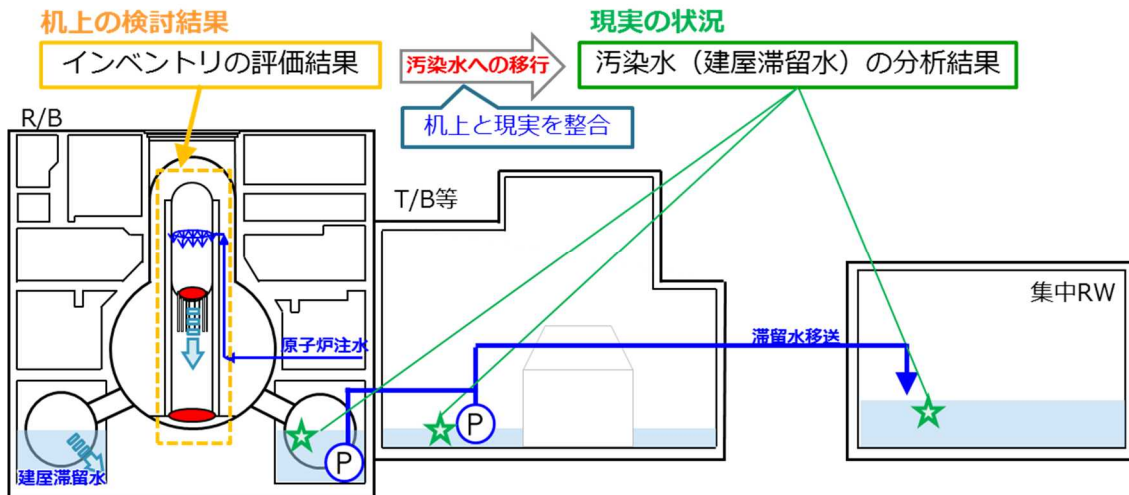 机上の検討結果
現実の状況
インベントリの評価結果
汚染水への移行
汚染水（建屋滞留水）の分析結果
机上と現実を整合
R/B
T/B等
集中RW
原子炉注水
滞留水移送
P
P
建屋滞留水